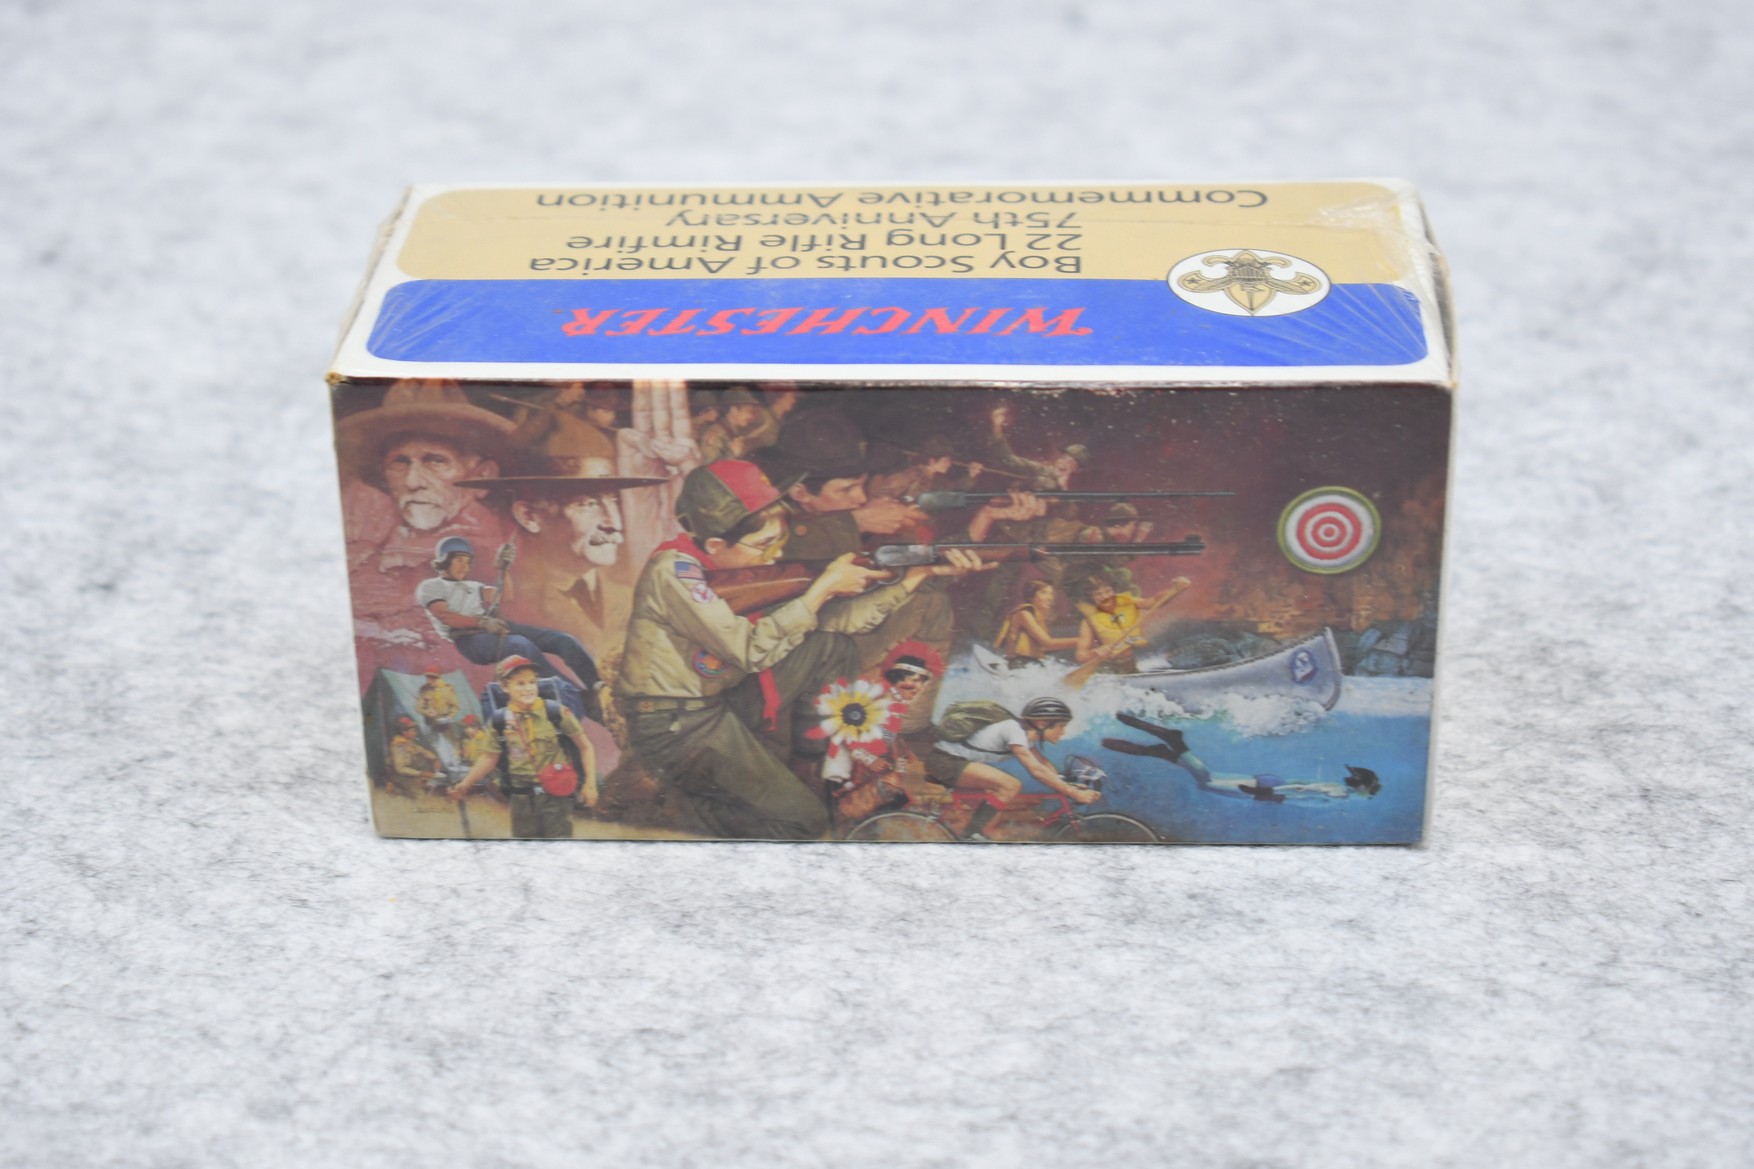 WINCHESTER
Boy Scouts of America
22 Long Rifle Rimfire
75th Anniversary
Commemorative Ammunition